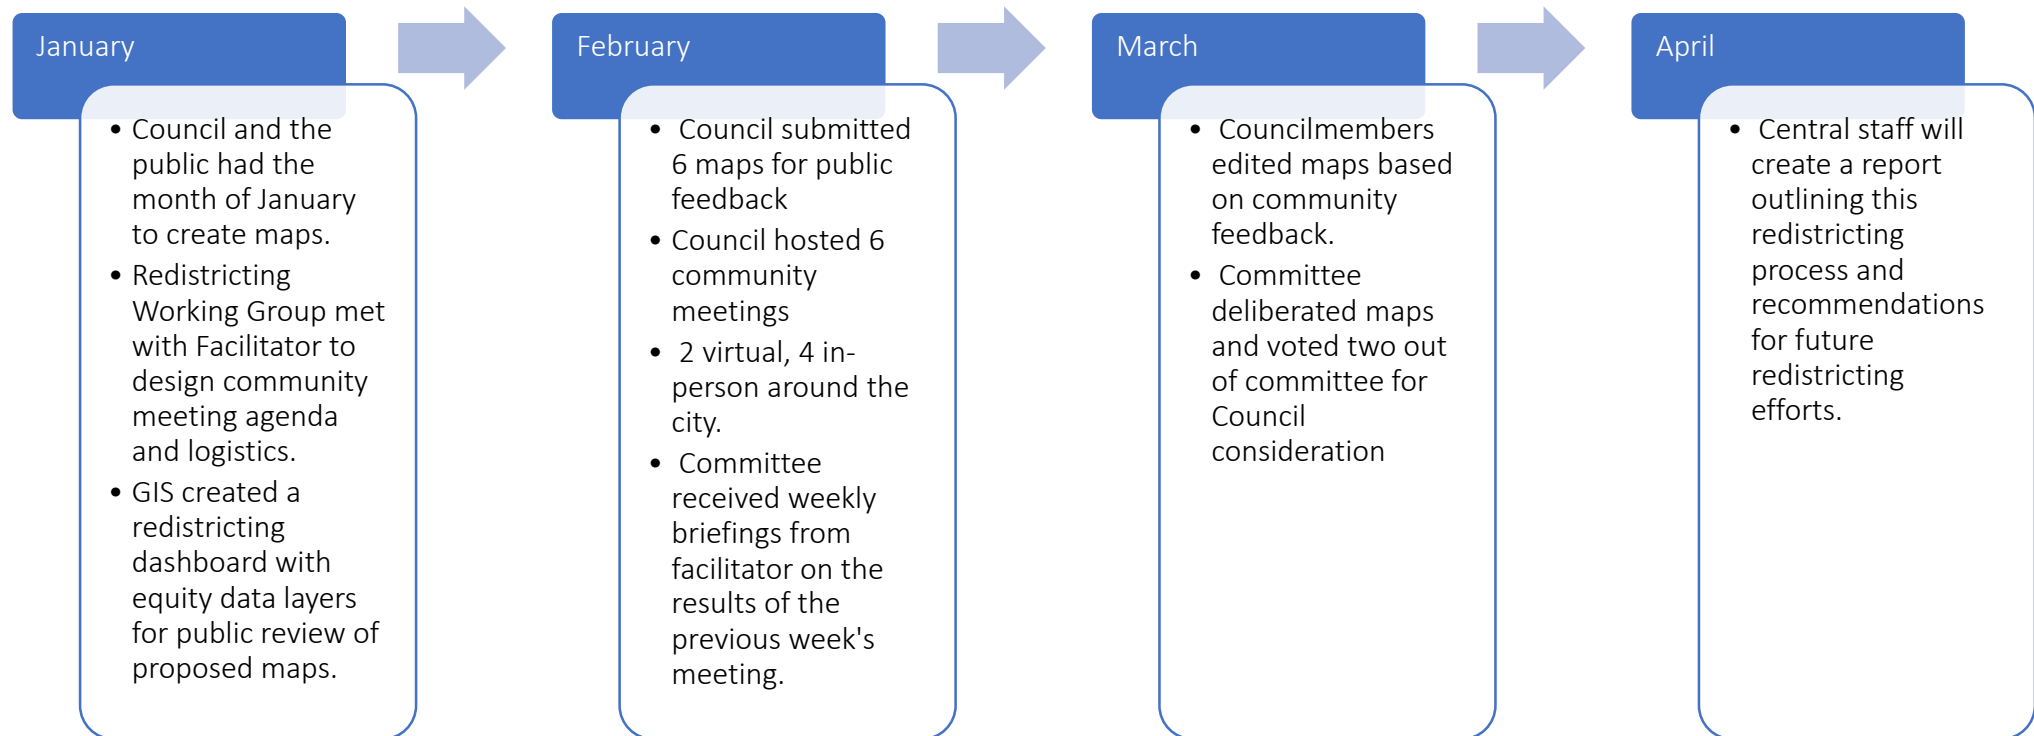 January
• Council and the
public had the
month of January
to create maps.
• Redistricting
Working Group met
with Facilitator to
design community
meeting agenda
and logistics.
• GIS created a
redistricting
dashboard with
equity data layers
for public review of
proposed maps.
February
• Council submitted
6 maps for public
feedback
• Council hosted 6
community
meetings
• 2 virtual, 4 in-
person around the
city.
• Committee
received weekly
briefings from
facilitator on the
results of the
previous week's
meeting.
March
• Councilmembers
edited maps based
on community
feedback.
• Committee
deliberated maps
and voted two out
of committee for
Council
consideration
April
• Central staff will
create a report
outlining this
redistricting
process and
recommendations
for future
redistricting
efforts.